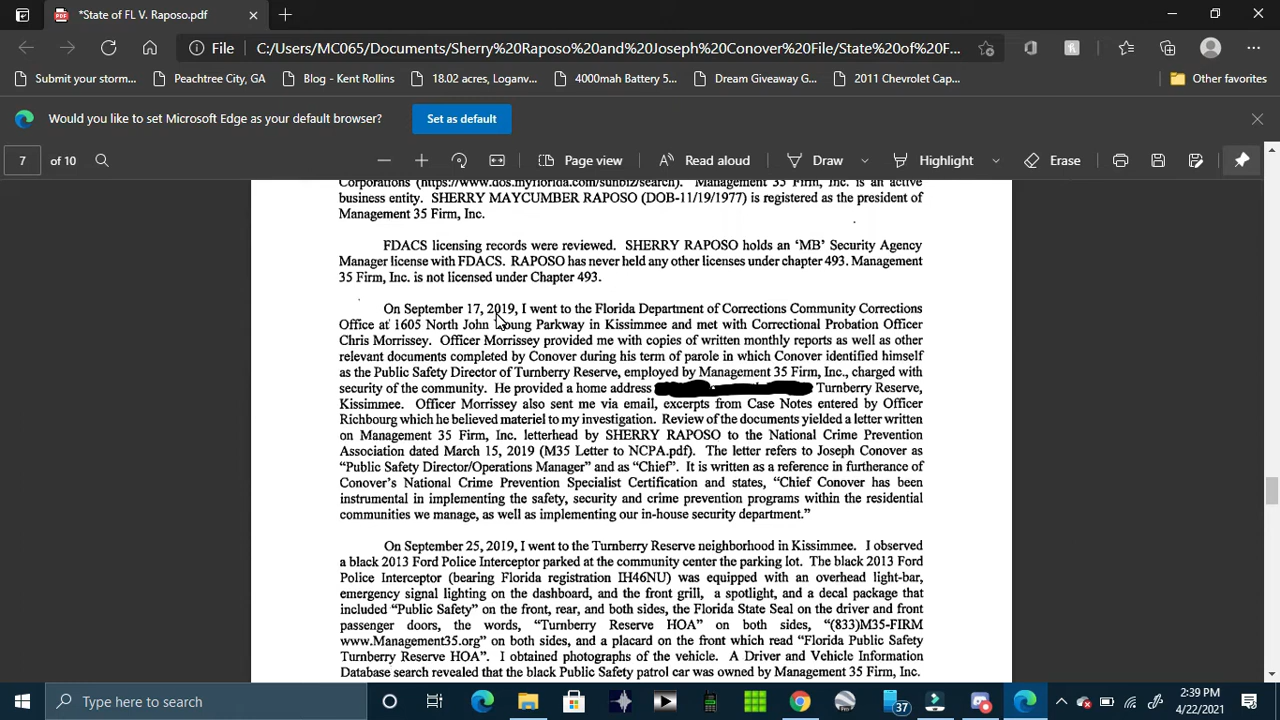 *State of FL V. Raposo.pdf
File C:/Users/MC065/Documents/Sherry%20Raposo%20and%20Joseph%20Conover%20File/State%20of%20F...
Submit your storm... Peachtree City, GA Blog - Kent Rollins 18.02 acres, Loganv... 4000mah Battery 5... Dream Giveaway G... 2011 Chevrolet Cap... Other favorites
Would you like to set Microsoft Edge as your default browser? Set as default
7 of 10 Page view Read aloud Draw Highlight Erase
Corporations (https://www.dos.myflorida.com/sunbiz/search). Management 35 Firm, Inc. is an active
business entity. SHERRY MAYCUMBER RAPOSO (DOB-11/19/1977) is registered as the president of
Management 35 Firm, Inc.
FDACS licensing records were reviewed. SHERRY RAPOSO holds an ‘MB’ Security Agency
Manager license with FDACS. RAPOSO has never held any other licenses under chapter 493. Management
35 Firm, Inc. is not licensed under Chapter 493.
On September 17, 2019, I went to the Florida Department of Corrections Community Corrections
Office at 1605 North John Young Parkway in Kissimmee and met with Correctional Probation Officer
Chris Morrissey. Officer Morrissey provided me with copies of written monthly reports as well as other
relevant documents completed by Conover during his term of parole in which Conover identified himself
as the Public Safety Director of Turnberry Reserve, employed by Management 35 Firm, Inc., charged with
security of the community. He provided a home address Turnberry Reserve,
Kissimmee. Officer Morrissey also sent me via email, excerpts from Case Notes entered by Officer
Richbourg which he believed materiel to my investigation. Review of the documents yielded a letter written
on Management 35 Firm, Inc. letterhead by SHERRY RAPOSO to the National Crime Prevention
Association dated March 15, 2019 (M35 Letter to NCPA.pdf). The letter refers to Joseph Conover as
“Public Safety Director/Operations Manager” and as “Chief”. It is written as a reference in furtherance of
Conover’s National Crime Prevention Specialist Certification and states, “Chief Conover has been
instrumental in implementing the safety, security and crime prevention programs within the residential
communities we manage, as well as implementing our in-house security department.”
On September 25, 2019, I went to the Turnberry Reserve neighborhood in Kissimmee. I observed
a black 2013 Ford Police Interceptor parked at the community center the parking lot. The black 2013 Ford
Police Interceptor (bearing Florida registration IH46NU) was equipped with an overhead light-bar,
emergency signal lighting on the dashboard, and the front grill, a spotlight, and a decal package that
included “Public Safety” on the front, rear, and both sides, the Florida State Seal on the driver and front
passenger doors, the words, “Turnberry Reserve HOA” on both sides, “(833)M35-FIRM
www.Management35.org” on both sides, and a placard on the front which read “Florida Public Safety
Turnberry Reserve HOA”. I obtained photographs of the vehicle. A Driver and Vehicle Information
Database search revealed that the black Public Safety patrol car was owned by Management 35 Firm, Inc.
Type here to search 37 2:39 PM
4/22/2021